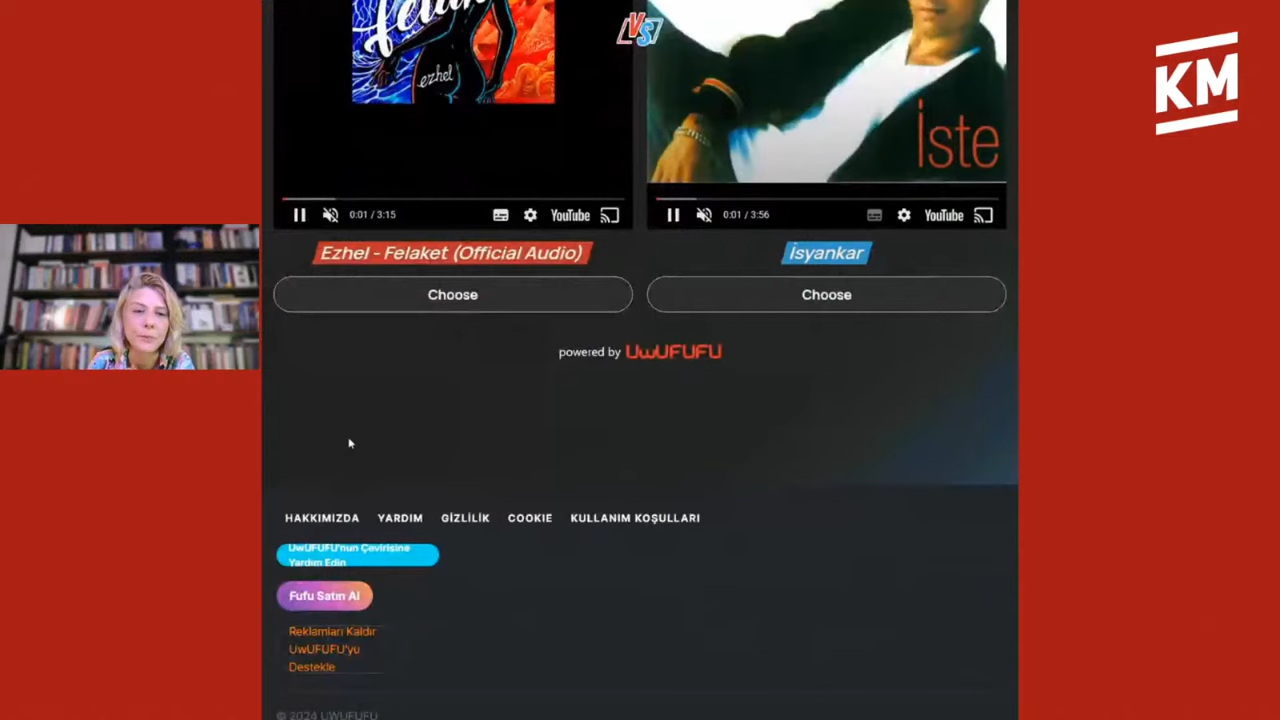 VS
KM
ezhel
İste
0:01 / 3:15
YouTube
0:01 / 3:56
YouTube
Ezhel - Felaket (Official Audio)
İsyankar
Choose
Choose
powered by UwUFUFU
HAKKIMIZDA YARDIM GİZLİLİK COOKIE KULLANIM KOŞULLARI
UwUFUFU'nun Çevirisine
Yardım Edin
Fufu Satın Al
Reklamları Kaldır
UwUFUFU'yu
Destekle
© 2024 UWUFUFU